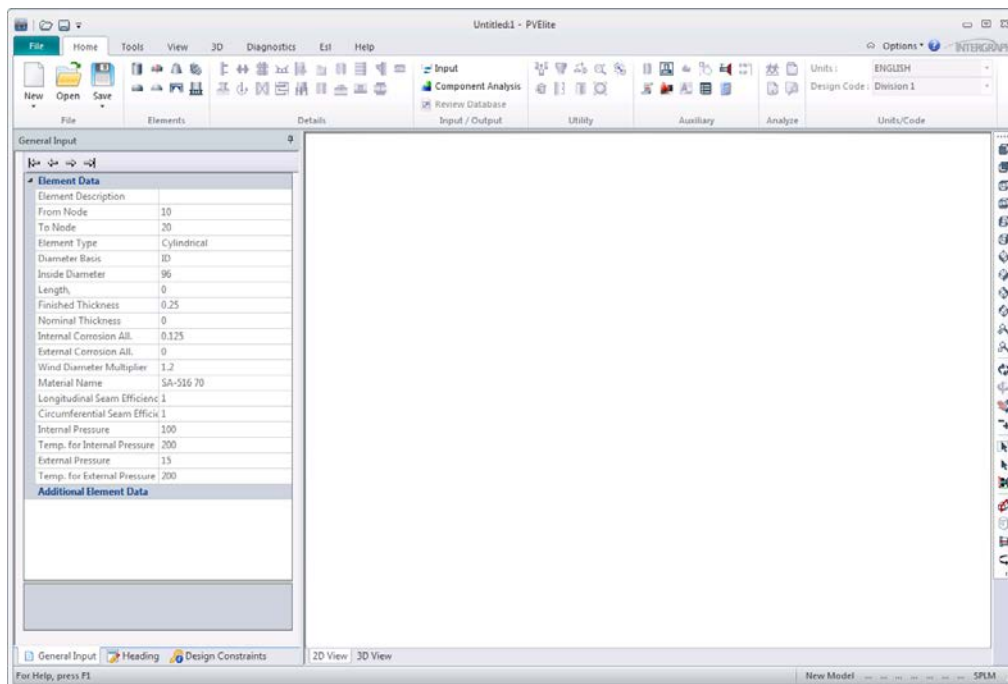 Untitled:1 - PVElite
File Home Tools View 3D Diagnostics Esl Help Options INTERGRAPH
New Open Save
Input
Component Analysis
Review Database
Units : ENGLISH
Design Code : Division 1
File Elements Details Input / Output Utility Auxiliary Analyze Units/Code
General Input
Element Data
Element Description
From Node 10
To Node 20
Element Type Cylindrical
Diameter Basis ID
Inside Diameter 96
Length, 0
Finished Thickness 0.25
Nominal Thickness 0
Internal Corrosion All. 0.125
External Corrosion All. 0
Wind Diameter Multiplier 1.2
Material Name SA-516 70
Longitudinal Seam Efficienc 1
Circumferential Seam Efficie 1
Internal Pressure 100
Temp. for Internal Pressure 200
External Pressure 15
Temp. for External Pressure 200
Additional Element Data
General Input Heading Design Constraints 2D View 3D View
For Help, press F1 New Model ... ... ... ... ... ... ... SPLM